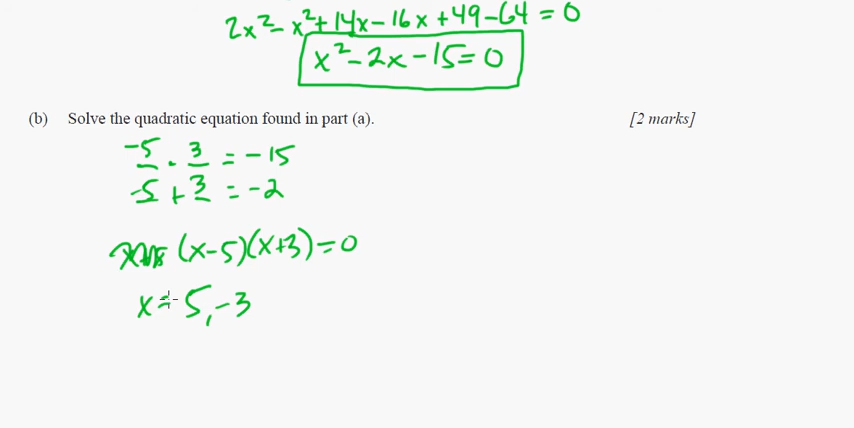 2x² - x² + 14x - 16x + 49 - 64 = 0
x² - 2x - 15 = 0
(b) Solve the quadratic equation found in part (a). [2 marks]
-5 · 3 = -15
-5 + 3 = -2
(x-5)(x+3) = 0
x = 5, -3